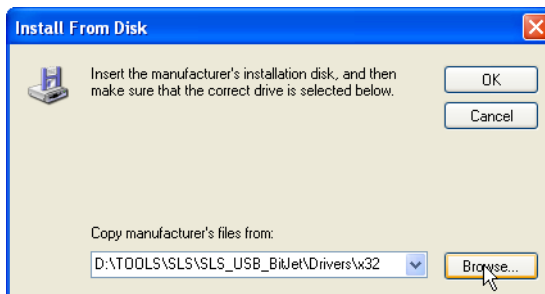 Install From Disk
Insert the manufacturer's installation disk, and then
make sure that the correct drive is selected below.
OK
Cancel
Copy manufacturer's files from:
D:\TOOLS\SLS\SLS_USB_BitJet\Drivers\x32
Browse...